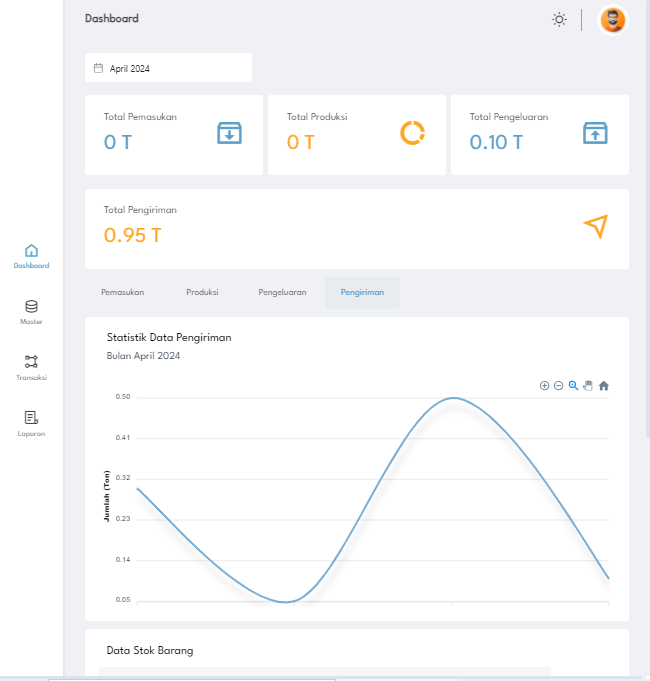 Dashboard
April 2024
Total Pemasukan
0 T
Total Produksi
0 T
Total Pengeluaran
0.10 T
Total Pengiriman
0.95 T
Dashboard
Master
Transaksi
Laporan
Pemasukan Produksi Pengeluaran Pengiriman
Statistik Data Pengiriman
Bulan April 2024
0.50
0.41
0.32
0.23
0.14
0.05
Jumlah (Ton)
Data Stok Barang